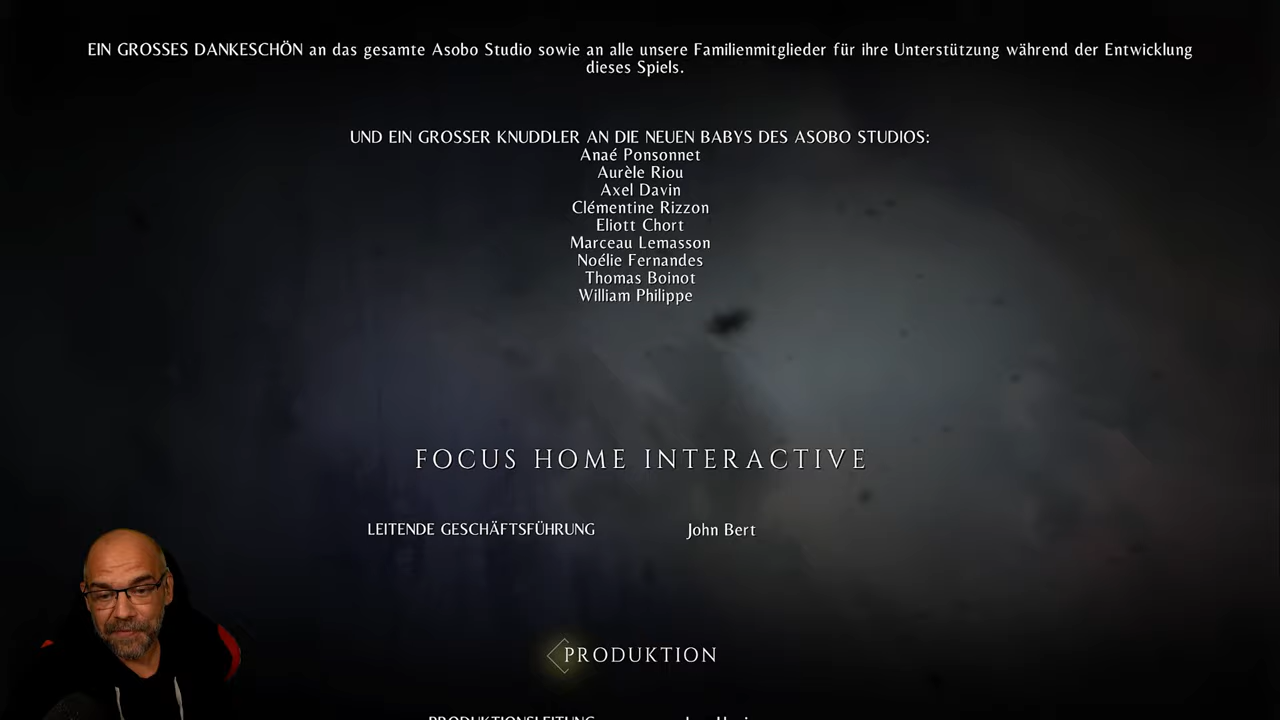 EIN GROSSES DANKESCHÖN an das gesamte Asobo Studio sowie an alle unsere Familienmitglieder für ihre Unterstützung während der Entwicklung
dieses Spiels.
UND EIN GROSSER KNUDDLER AN DIE NEUEN BABYS DES ASOBO STUDIOS:
Anaé Ponsonnet
Aurèle Riou
Axel Davin
Clémentine Rizzon
Eliott Chort
Marceau Lemasson
Noélie Fernandes
Thomas Boinot
William Philippe
FOCUS HOME INTERACTIVE
LEITENDE GESCHÄFTSFÜHRUNG John Bert
PRODUKTION
PRODUKTIONSLEITUNG